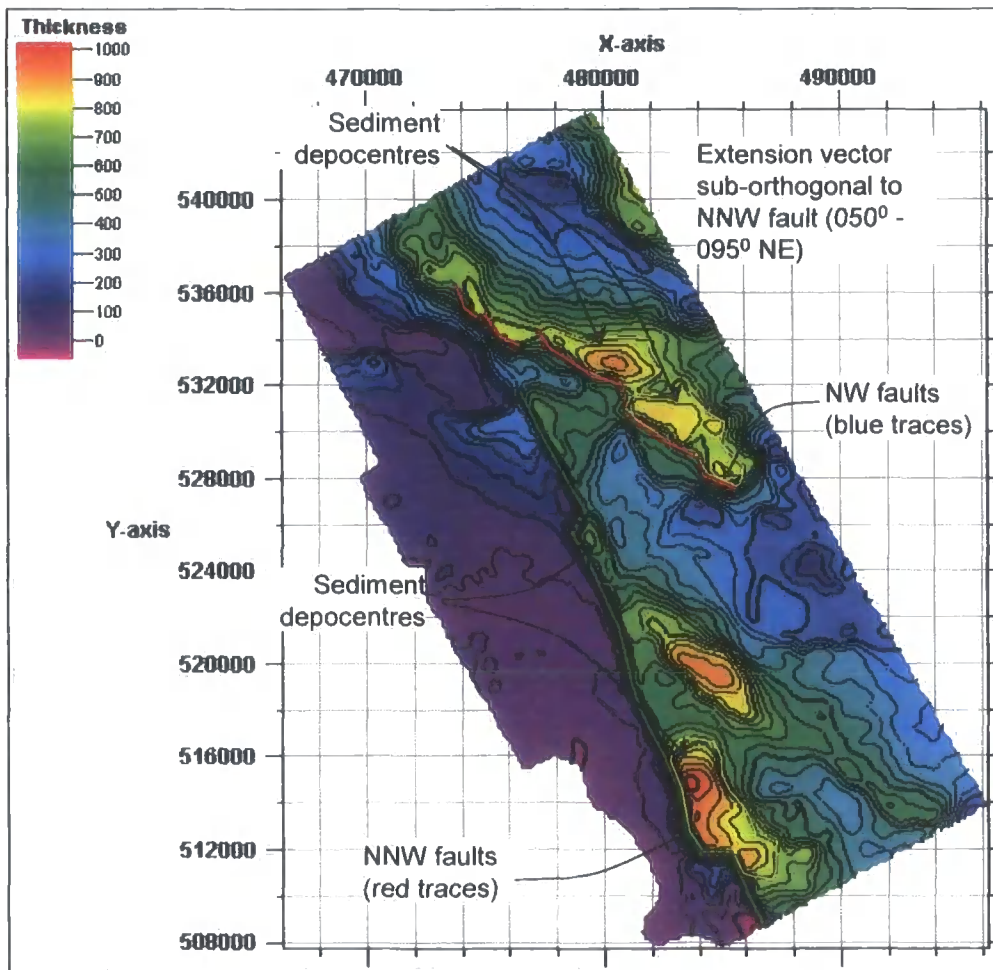 Thickness
1000
900
800
700
600
500
400
300
200
100
0
X-axis
470000
480000
490000
Sediment
depocentres
Extension vector
sub-orthogonal to
NNW fault (050⁰ -
095⁰ NE)
540000
536000
532000
528000
524000
520000
516000
512000
508000
Y-axis
NW faults
(blue traces)
Sediment
depocentres
NNW faults
(red traces)